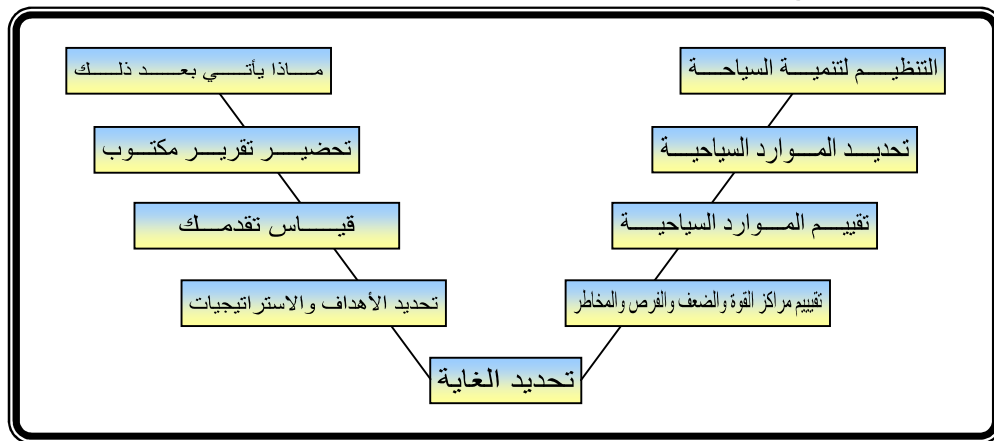 التنظيم لتنمية السياحة
ماذا يأتي بعد ذلك
تحديد الموارد السياحية
تحضير تقرير مكتوب
تقييم الموارد السياحية
قياس تقدمك
تقييم مراكز القوة والضعف والفرص والمخاطر
تحديد الأهداف والاستراتيجيات
تحديد الغاية